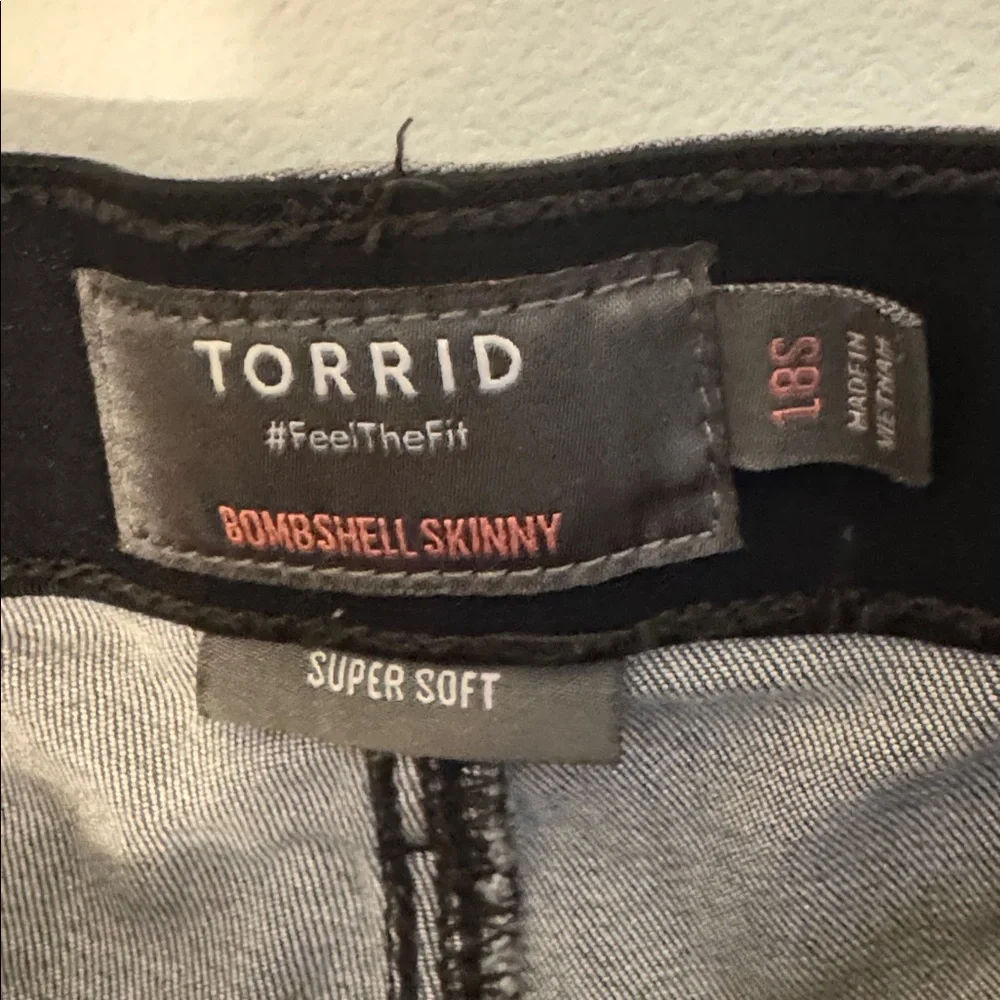 TORRID
#FeelTheFit
BOMBSHELL SKINNY
18S
MADE IN
VIETNAM
SUPER SOFT